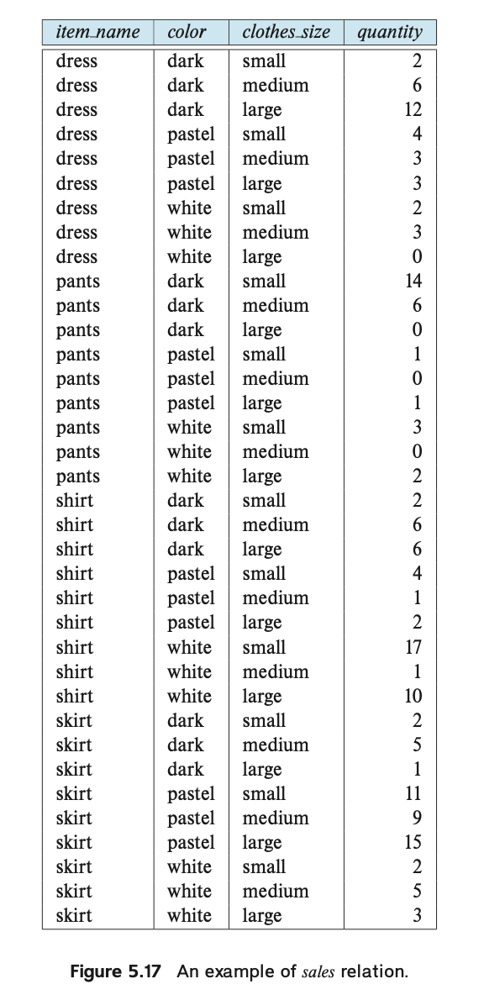 item_name color clothes_size quantity
dress dark small 2
dress dark medium 6
dress dark large 12
dress pastel small 4
dress pastel medium 3
dress pastel large 3
dress white small 2
dress white medium 3
dress white large 0
pants dark small 14
pants dark medium 6
pants dark large 0
pants pastel small 1
pants pastel medium 0
pants pastel large 1
pants white small 3
pants white medium 0
pants white large 2
shirt dark small 2
shirt dark medium 6
shirt dark large 6
shirt pastel small 4
shirt pastel medium 1
shirt pastel large 2
shirt white small 17
shirt white medium 1
shirt white large 10
skirt dark small 2
skirt dark medium 5
skirt dark large 1
skirt pastel small 11
skirt pastel medium 9
skirt pastel large 15
skirt white small 2
skirt white medium 5
skirt white large 3
Figure 5.17 An example of sales relation.